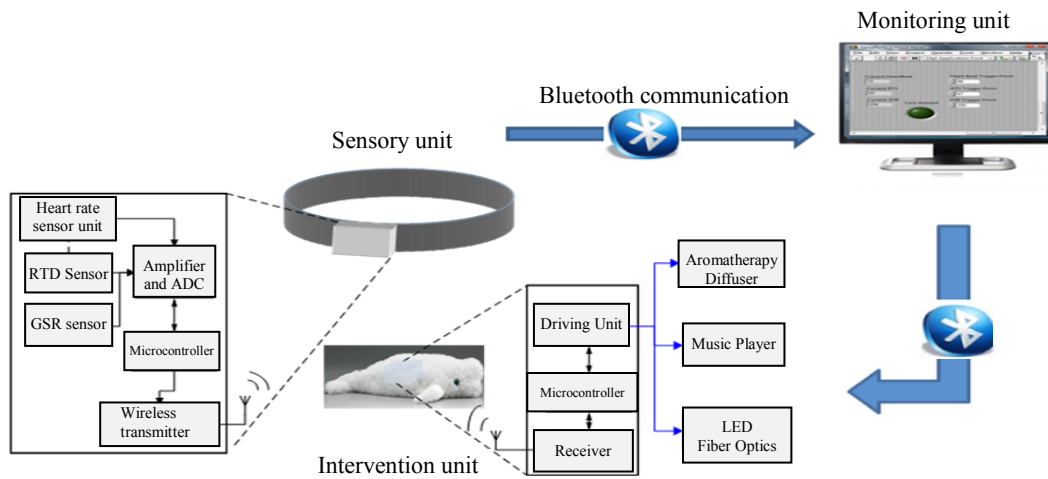 Monitoring unit
Bluetooth communication
Sensory unit
Heart rate
sensor unit
RTD Sensor
GSR sensor
Amplifier
and ADC
Microcontroller
Wireless
transmitter
Intervention unit
Driving Unit
Microcontroller
Receiver
Aromatherapy
Diffuser
Music Player
LED
Fiber Optics